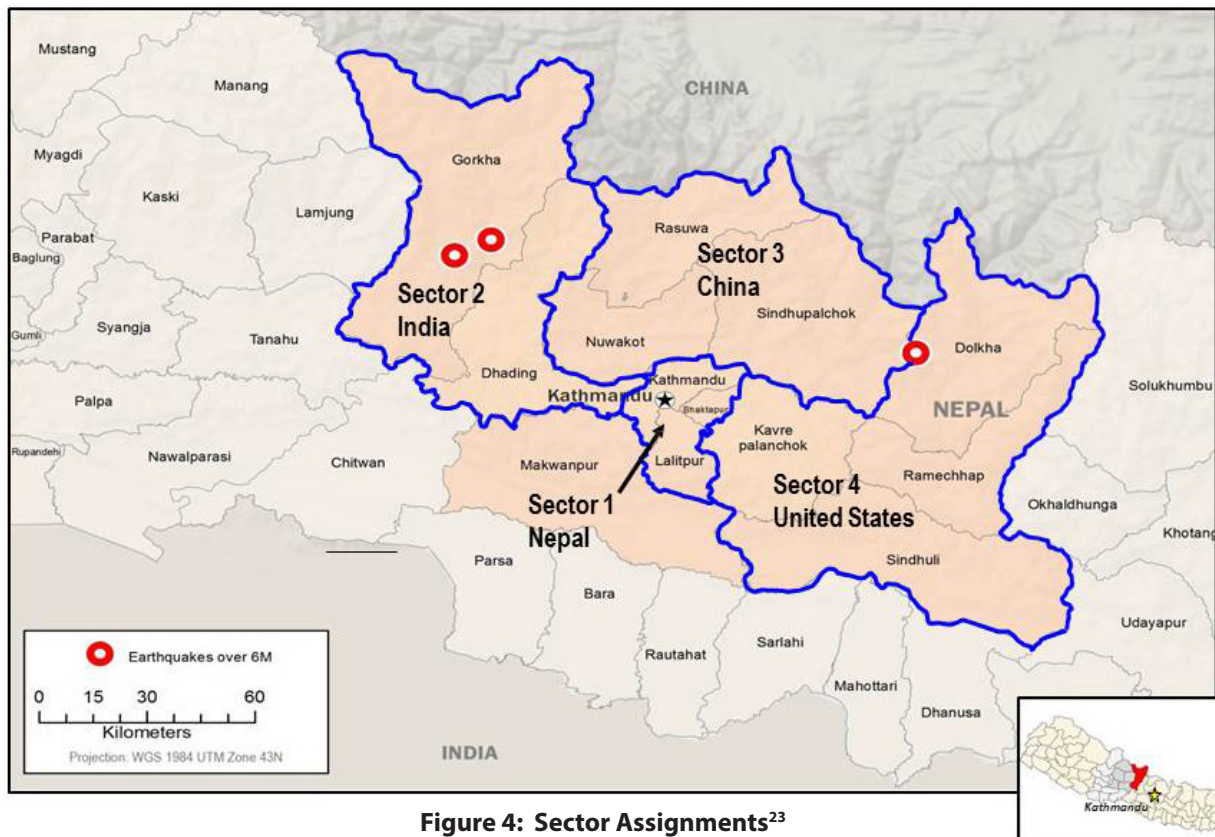 Mustang
Manang
CHINA
Myagdi
Gorkha
Kaski
Lamjung
Parabat
Baglung
Rasuwa
Sector 3
China
Sector 2
India
Sindhupalchok
Gumli
Syangja
Tanahu
Nuwakot
Dolkha
Solukhumbu
Dhading
Kathmandu
Kathmandu
Bhaktapur
NEPAL
Palpa
Kavre
palanchok
Rupandehi
Nawalparasi
Chitwan
Makwanpur
Lalitpur
Ramechhap
Sector 4
United States
Okhaldhunga
Sector 1
Nepal
Khotang
Sindhuli
Parsa
Bara
Udayapur
Sarlahi
Rautahat
Mahottari
Dhanusa
Earthquakes over 6M
0 15 30 60
Kilometers
Projection: WGS 1984 UTM Zone 43N
INDIA
Kathmandu
Figure 4: Sector Assignments23